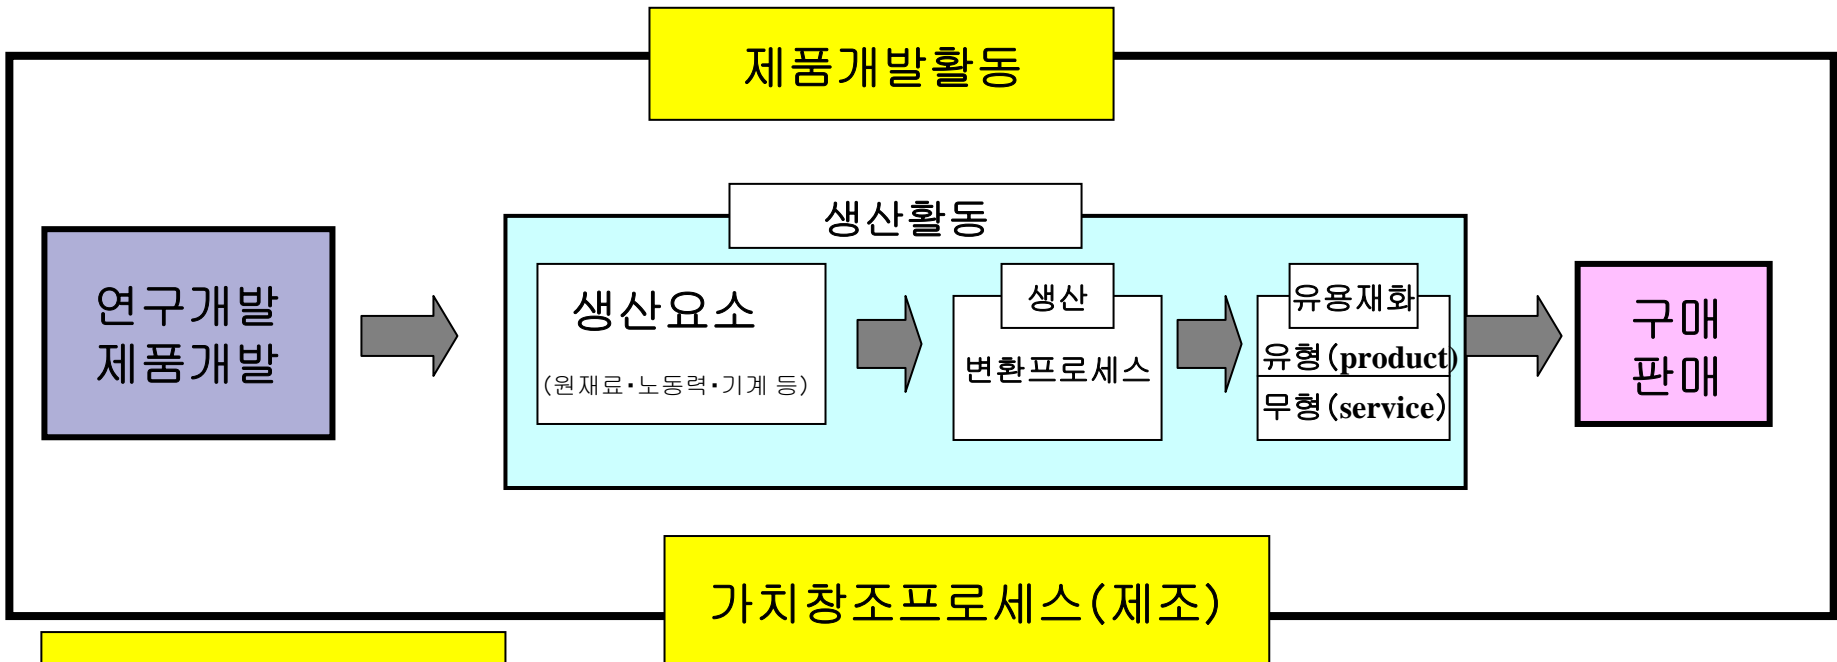 제품개발활동
생산활동
연구개발
제품개발
생산요소
(원재료·노동력·기계 등)
생산
변환프로세스
유용재화
유형(product)
무형(service)
구매
판매
가치창조프로세스(제조)